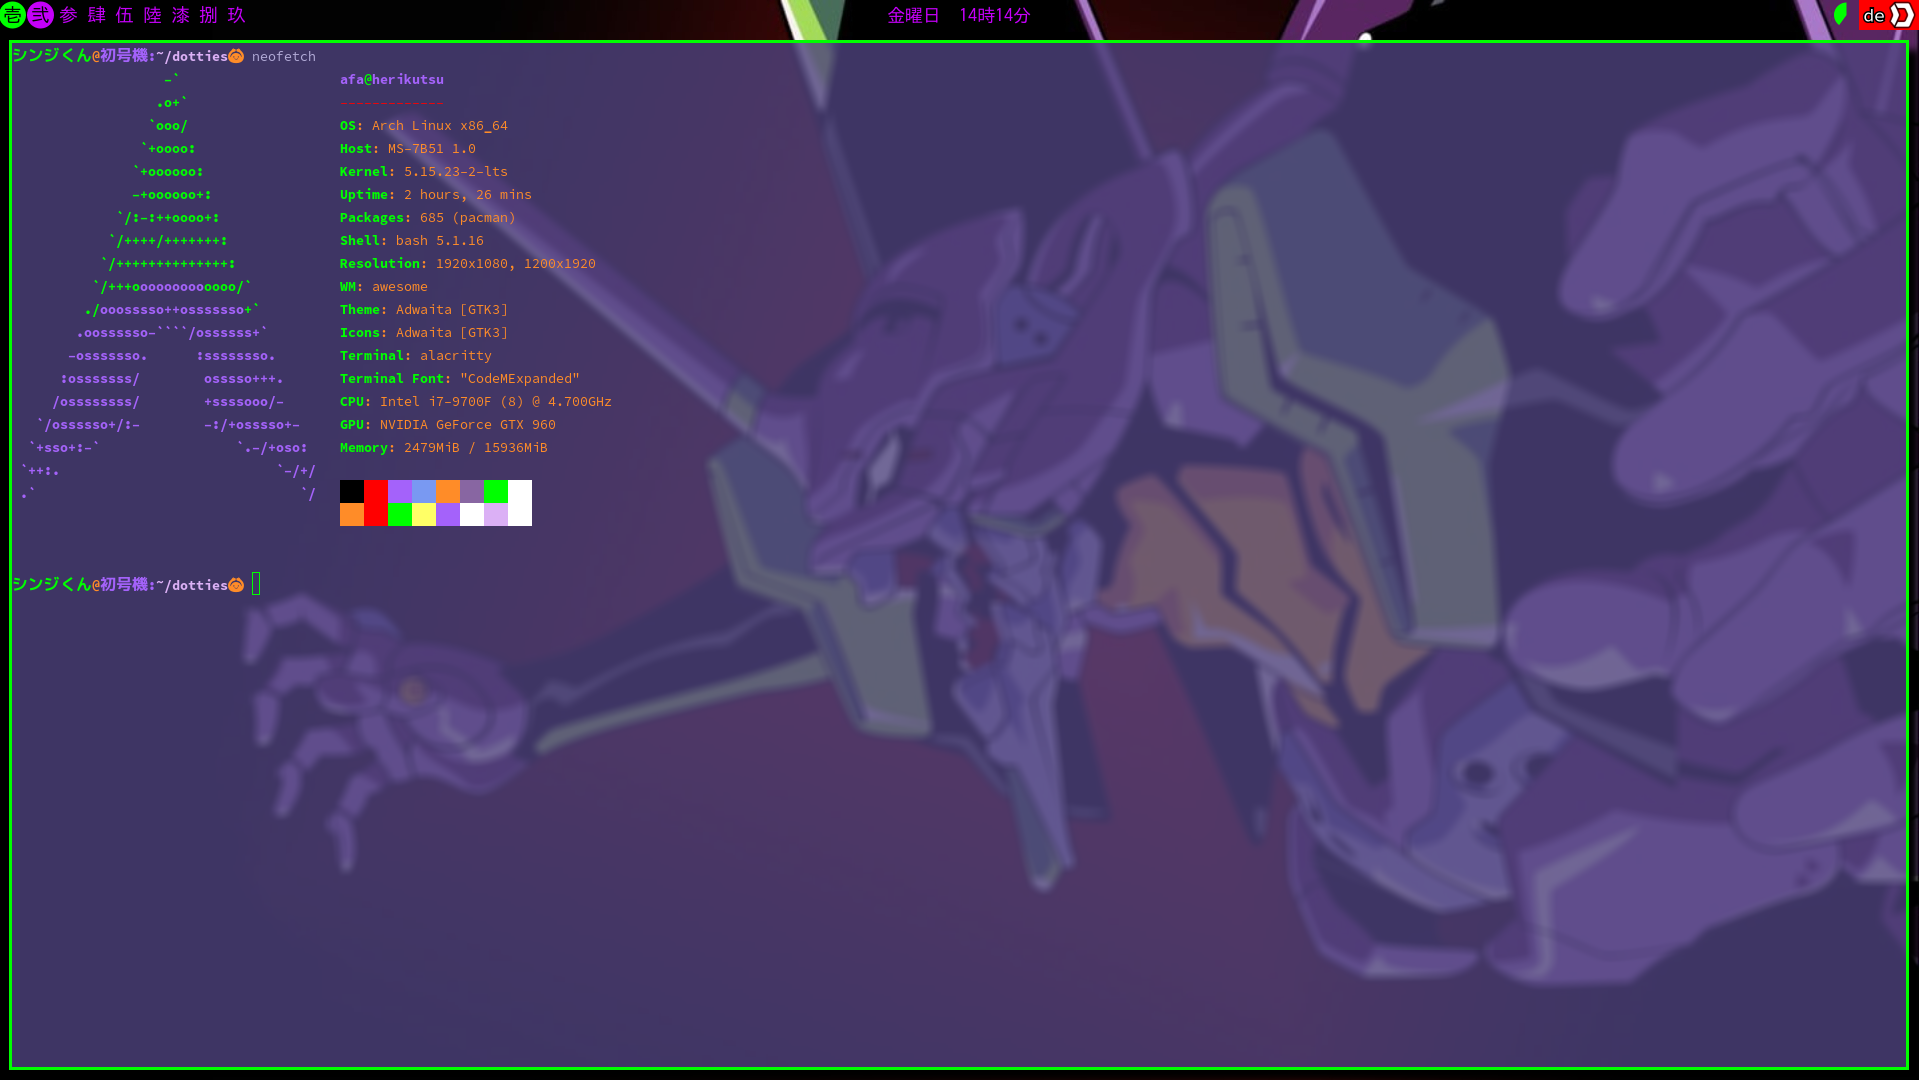 壱 弐 参 肆 伍 陸 漆 捌 玖 金曜日 14時14分 de
シンジくん@初号機:~/dotties neofetch
-` afa@herikutsu
.o+` -------------
`ooo/ OS: Arch Linux x86_64
`+oooo: Host: MS-7B51 1.0
`+oooooo: Kernel: 5.15.23-2-lts
-+oooooo+: Uptime: 2 hours, 26 mins
`/:-:++oooo+: Packages: 685 (pacman)
`/++++/+++++++: Shell: bash 5.1.16
`/++++++++++++++: Resolution: 1920x1080, 1200x1920
`/+++ooooooooooooo/` WM: awesome
./ooosssso++osssssso+` Theme: Adwaita [GTK3]
.oossssso-````/ossssss+` Icons: Adwaita [GTK3]
-osssssso. :ssssssso. Terminal: alacritty
:osssssss/ osssso+++. Terminal Font: "CodeMExpanded"
/ossssssss/ +ssssooo/- CPU: Intel i7-9700F (8) @ 4.700GHz
`/ossssso+/:- -:/+osssso+- GPU: NVIDIA GeForce GTX 960
`+sso+:-` `.-/+oso: Memory: 2479MiB / 15936MiB
`++:. `-/+/
.` `/
シンジくん@初号機:~/dotties